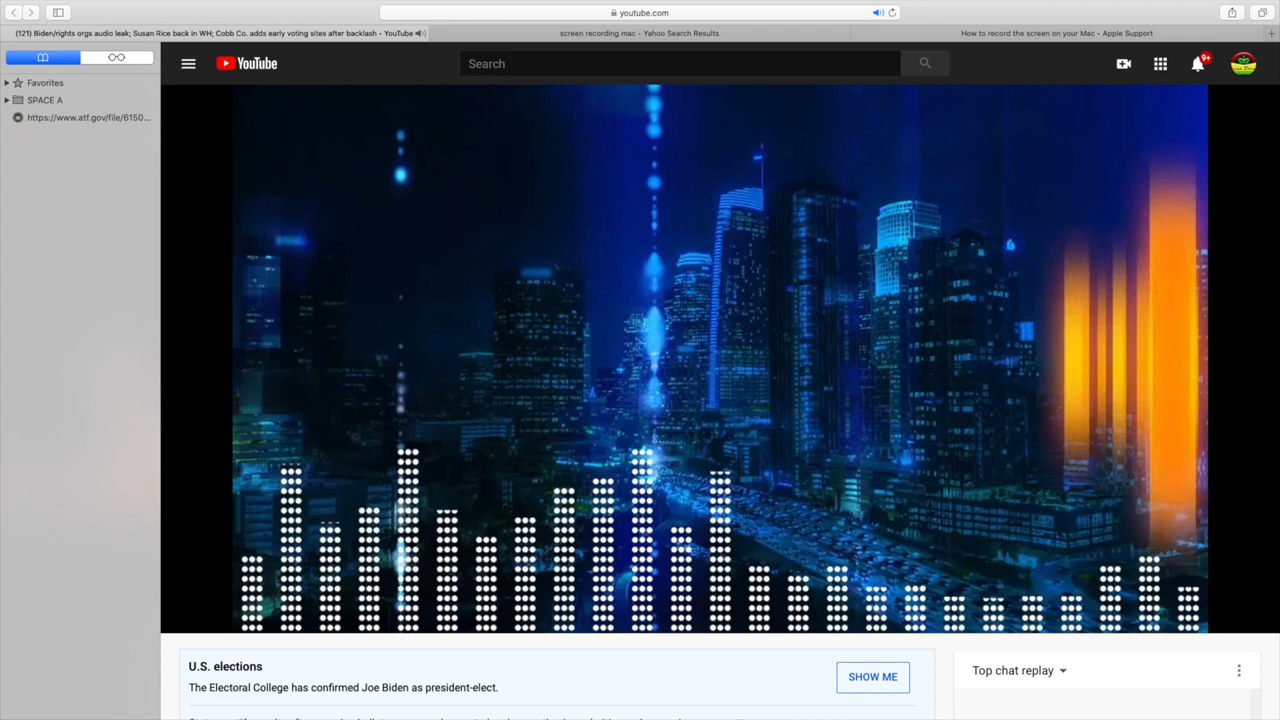 youtube.com
(121) Biden/rights orgs audio leak; Susan Rice back in WH; Cobb Co. adds early voting sites after backlash - YouTube
screen recording mac - Yahoo Search Results
How to record the screen on your Mac - Apple Support
YouTube
Search
9+
Favorites
SPACE A
https://www.atf.gov/file/6150...
U.S. elections
The Electoral College has confirmed Joe Biden as president-elect.
SHOW ME
Top chat replay